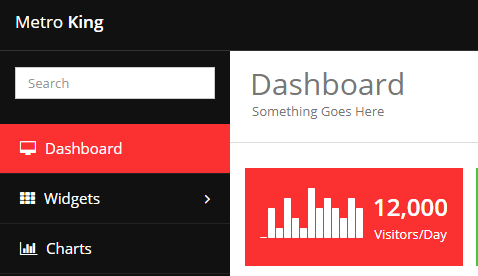 Metro King
Search
Dashboard
Widgets
Charts
Dashboard
Something Goes Here
12,000
Visitors/Day